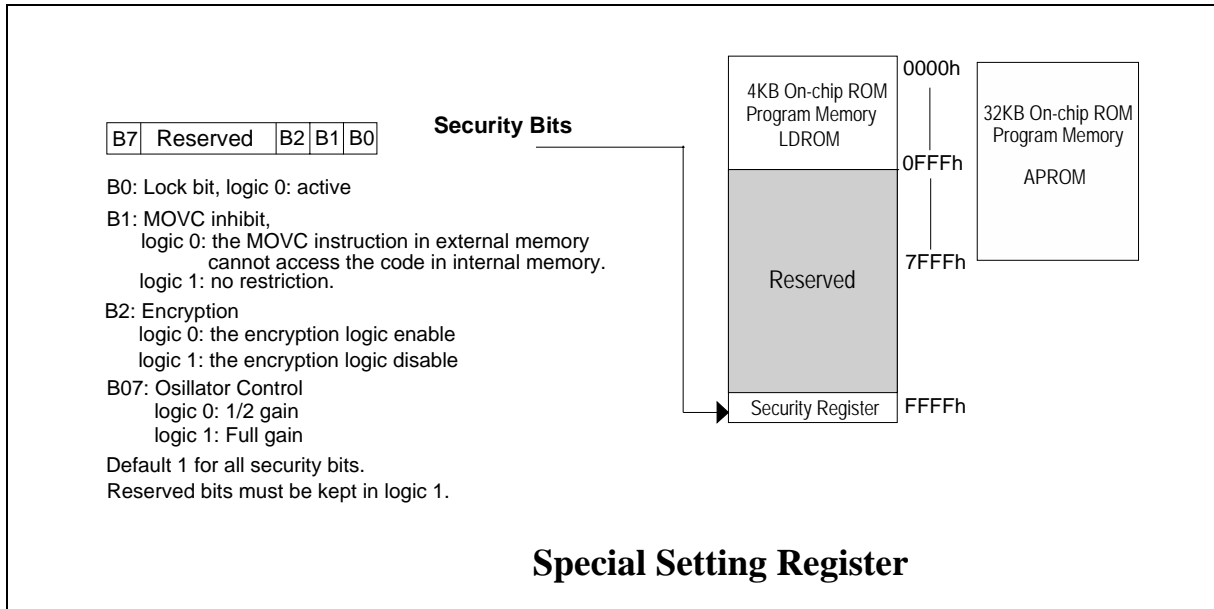 B7 Reserved B2 B1 B0
Security Bits
B0: Lock bit, logic 0: active
B1: MOVC inhibit,
logic 0: the MOVC instruction in external memory
cannot access the code in internal memory.
logic 1: no restriction.
B2: Encryption
logic 0: the encryption logic enable
logic 1: the encryption logic disable
B07: Osillator Control
logic 0: 1/2 gain
logic 1: Full gain
Default 1 for all security bits.
Reserved bits must be kept in logic 1.
4KB On-chip ROM
Program Memory
LDROM
Reserved
Security Register
0000h
0FFFh
7FFFh
FFFFh
32KB On-chip ROM
Program Memory
APROM
Special Setting Register